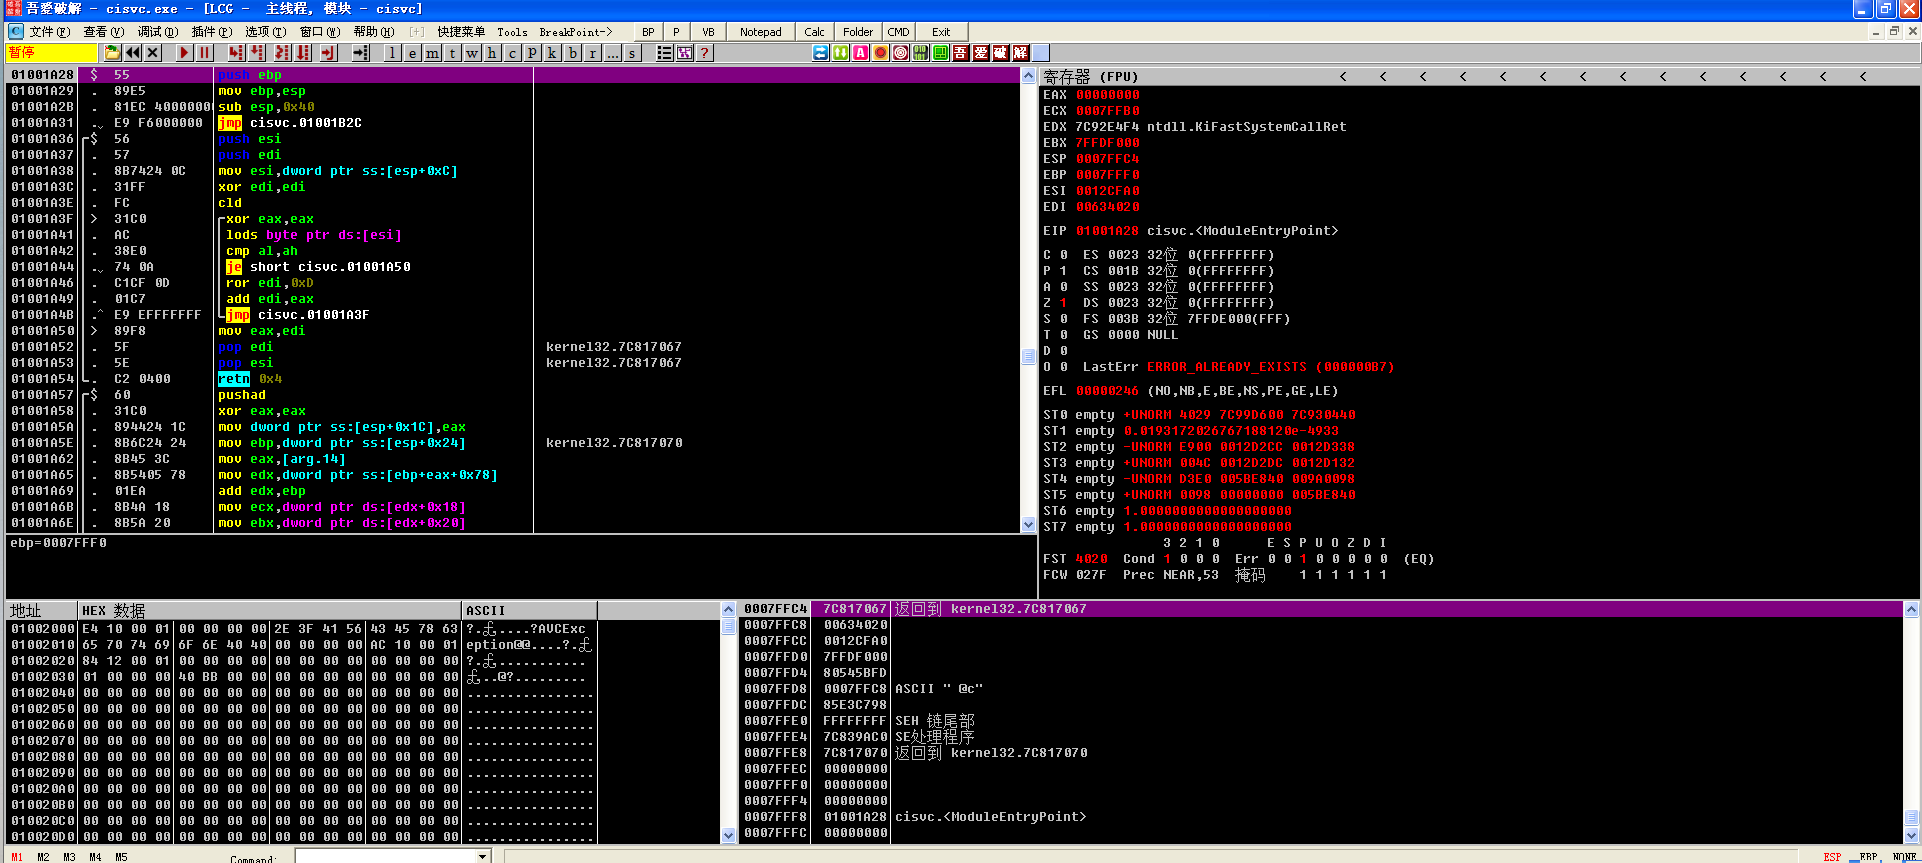 吾爱破解 - cisvc.exe - [LCG - 主线程, 模块 - cisvc]
文件(F) 查看(V) 调试(D) 插件(P) 选项(T) 窗口(W) 帮助(H) [+] 快捷菜单 Tools BreakPoint-> BP P VB Notepad Calc Folder CMD Exit
暂停 l e m t w h c p k b r ... s ? 吾 爱 破 解
01001A28 $ 55 push ebp
01001A29 . 89E5 mov ebp,esp
01001A2B . 81EC 40000000 sub esp,0x40
01001A31 . E9 F6000000 jmp cisvc.01001B2C
01001A36 $ 56 push esi
01001A37 . 57 push edi
01001A38 . 8B7424 0C mov esi,dword ptr ss:[esp+0xC]
01001A3C . 31FF xor edi,edi
01001A3E . FC cld
01001A3F > 31C0 xor eax,eax
01001A41 . AC lods byte ptr ds:[esi]
01001A42 . 38E0 cmp al,ah
01001A44 . 74 0A je short cisvc.01001A50
01001A46 . C1CF 0D ror edi,0xD
01001A49 . 01C7 add edi,eax
01001A4B .^ E9 EFFFFFFF jmp cisvc.01001A3F
01001A50 > 89F8 mov eax,edi
01001A52 . 5F pop edi kernel32.7C817067
01001A53 . 5E pop esi kernel32.7C817067
01001A54 . C2 0400 retn 0x4
01001A57 $ 60 pushad
01001A58 . 31C0 xor eax,eax
01001A5A . 894424 1C mov dword ptr ss:[esp+0x1C],eax
01001A5E . 8B6C24 24 mov ebp,dword ptr ss:[esp+0x24] kernel32.7C817070
01001A62 . 8B45 3C mov eax,[arg.14]
01001A65 . 8B5405 78 mov edx,dword ptr ss:[ebp+eax+0x78]
01001A69 . 01EA add edx,ebp
01001A6B . 8B4A 18 mov ecx,dword ptr ds:[edx+0x18]
01001A6E . 8B5A 20 mov ebx,dword ptr ds:[edx+0x20]
ebp=0007FFF0
寄存器 (FPU) < < < < < < < < < < < < < <
EAX 00000000
ECX 0007FFB0
EDX 7C92E4F4 ntdll.KiFastSystemCallRet
EBX 7FFDF000
ESP 0007FFC4
EBP 0007FFF0
ESI 0012CFA0
EDI 00634020
EIP 01001A28 cisvc.<ModuleEntryPoint>
C 0 ES 0023 32位 0(FFFFFFFF)
P 1 CS 001B 32位 0(FFFFFFFF)
A 0 SS 0023 32位 0(FFFFFFFF)
Z 1 DS 0023 32位 0(FFFFFFFF)
S 0 FS 003B 32位 7FFDE000(FFF)
T 0 GS 0000 NULL
D 0
O 0 LastErr ERROR_ALREADY_EXISTS (000000B7)
EFL 00000246 (NO,NB,E,BE,NS,PE,GE,LE)
ST0 empty +UNORM 4029 7C99D600 7C930440
ST1 empty 0.0193172026767188120e-4933
ST2 empty -UNORM E900 0012D2CC 0012D338
ST3 empty +UNORM 004C 0012D2DC 0012D132
ST4 empty -UNORM D3E0 005BE840 009A0098
ST5 empty +UNORM 0098 00000000 005BE840
ST6 empty 1.0000000000000000000
ST7 empty 1.0000000000000000000
3 2 1 0 E S P U O Z D I
FST 4020 Cond 1 0 0 0 Err 0 0 1 0 0 0 0 0 (EQ)
FCW 027F Prec NEAR,53 掩码 1 1 1 1 1 1
地址 HEX 数据 ASCII
01002000 E4 10 00 01 00 00 00 00 2E 3F 41 56 43 45 78 63 ?. ....?AVCExc
01002010 65 70 74 69 6F 6E 40 40 00 00 00 00 AC 10 00 01 eption@@....?.
01002020 84 12 00 01 00 00 00 00 00 00 00 00 00 00 00 00 ?. ...........
01002030 01 00 00 00 40 BB 00 00 00 00 00 00 00 00 00 00 ..@?.........
01002040 00 00 00 00 00 00 00 00 00 00 00 00 00 00 00 00 ................
01002050 00 00 00 00 00 00 00 00 00 00 00 00 00 00 00 00 ................
01002060 00 00 00 00 00 00 00 00 00 00 00 00 00 00 00 00 ................
01002070 00 00 00 00 00 00 00 00 00 00 00 00 00 00 00 00 ................
01002080 00 00 00 00 00 00 00 00 00 00 00 00 00 00 00 00 ................
01002090 00 00 00 00 00 00 00 00 00 00 00 00 00 00 00 00 ................
010020A0 00 00 00 00 00 00 00 00 00 00 00 00 00 00 00 00 ................
010020B0 00 00 00 00 00 00 00 00 00 00 00 00 00 00 00 00 ................
010020C0 00 00 00 00 00 00 00 00 00 00 00 00 00 00 00 00 ................
010020D0 00 00 00 00 00 00 00 00 00 00 00 00 00 00 00 00 ................
0007FFC4 7C817067 返回到 kernel32.7C817067
0007FFC8 00634020
0007FFCC 0012CFA0
0007FFD0 7FFDF000
0007FFD4 80545BFD
0007FFD8 0007FFC8 ASCII " @c"
0007FFDC 85E3C798
0007FFE0 FFFFFFFF SEH 链尾部
0007FFE4 7C839AC0 SE处理程序
0007FFE8 7C817070 返回到 kernel32.7C817070
0007FFEC 00000000
0007FFF0 00000000
0007FFF4 00000000
0007FFF8 01001A28 cisvc.<ModuleEntryPoint>
0007FFFC 00000000
M1 M2 M3 M4 M5 Command: ESP EBP NONE